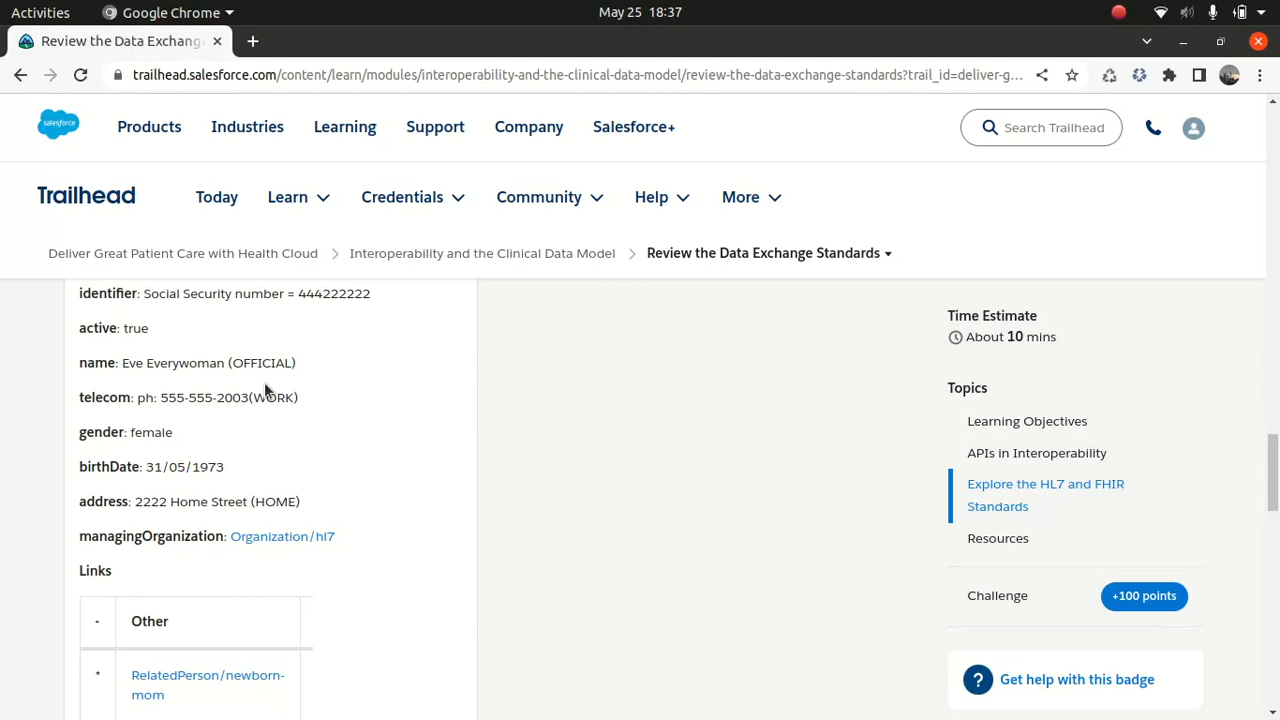 Activities Google Chrome May 25 18:37
Review the Data Exchang
trailhead.salesforce.com/content/learn/modules/interoperability-and-the-clinical-data-model/review-the-data-exchange-standards?trail_id=deliver-g...
salesforce Products Industries Learning Support Company Salesforce+ Search Trailhead
Trailhead Today Learn Credentials Community Help More
Deliver Great Patient Care with Health Cloud Interoperability and the Clinical Data Model Review the Data Exchange Standards
identifier: Social Security number = 444222222
active: true
name: Eve Everywoman (OFFICIAL)
telecom: ph: 555-555-2003(WORK)
gender: female
birthDate: 31/05/1973
address: 2222 Home Street (HOME)
managingOrganization: Organization/hl7
Links
- Other
* RelatedPerson/newborn-
mom
Time Estimate
About 10 mins
Topics
Learning Objectives
APIs in Interoperability
Explore the HL7 and FHIR
Standards
Resources
Challenge +100 points
? Get help with this badge